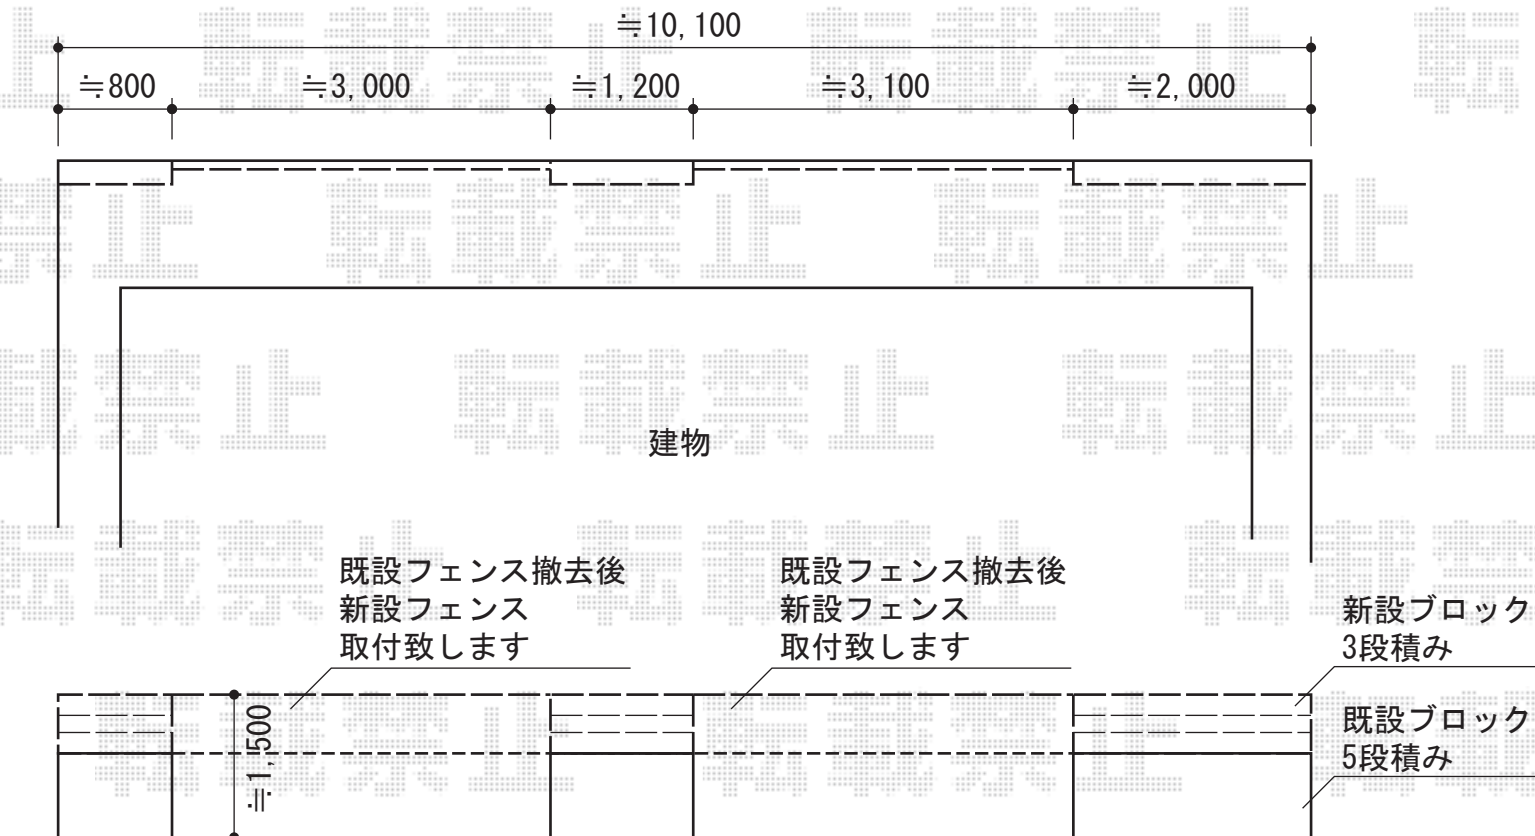 ≒10,100
≒800
≒3,000
≒1,200
≒3,100
≒2,000
転載禁止
建物
既設フェンス撤去後
新設フェンス
取付致します
既設フェンス撤去後
新設フェンス
取付致します
新設ブロック
3段積み
既設ブロック
5段積み
≒1,500